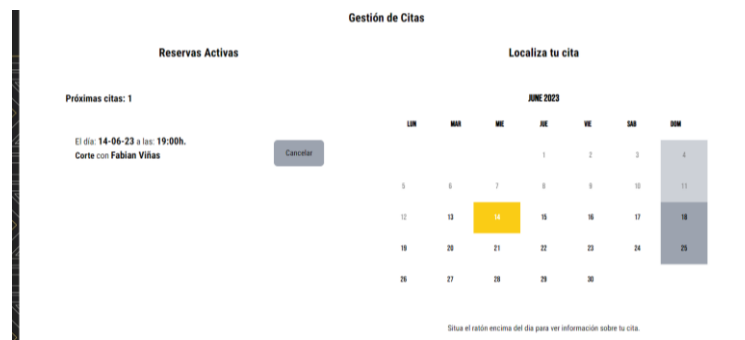 Gestión de Citas
Reservas Activas
Próximas citas: 1
El día: 14-06-23 a las: 19:00h.
Corte con Fabian Viñas
Cancelar
Localiza tu cita
JUNE 2023
LUN MAR MIE JUE VIE SAB DOM
1 2 3 4
5 6 7 8 9 10 11
12 13 14 15 16 17 18
19 20 21 22 23 24 25
26 27 28 29 30
Situa el ratón encima del día para ver información sobre tu cita.